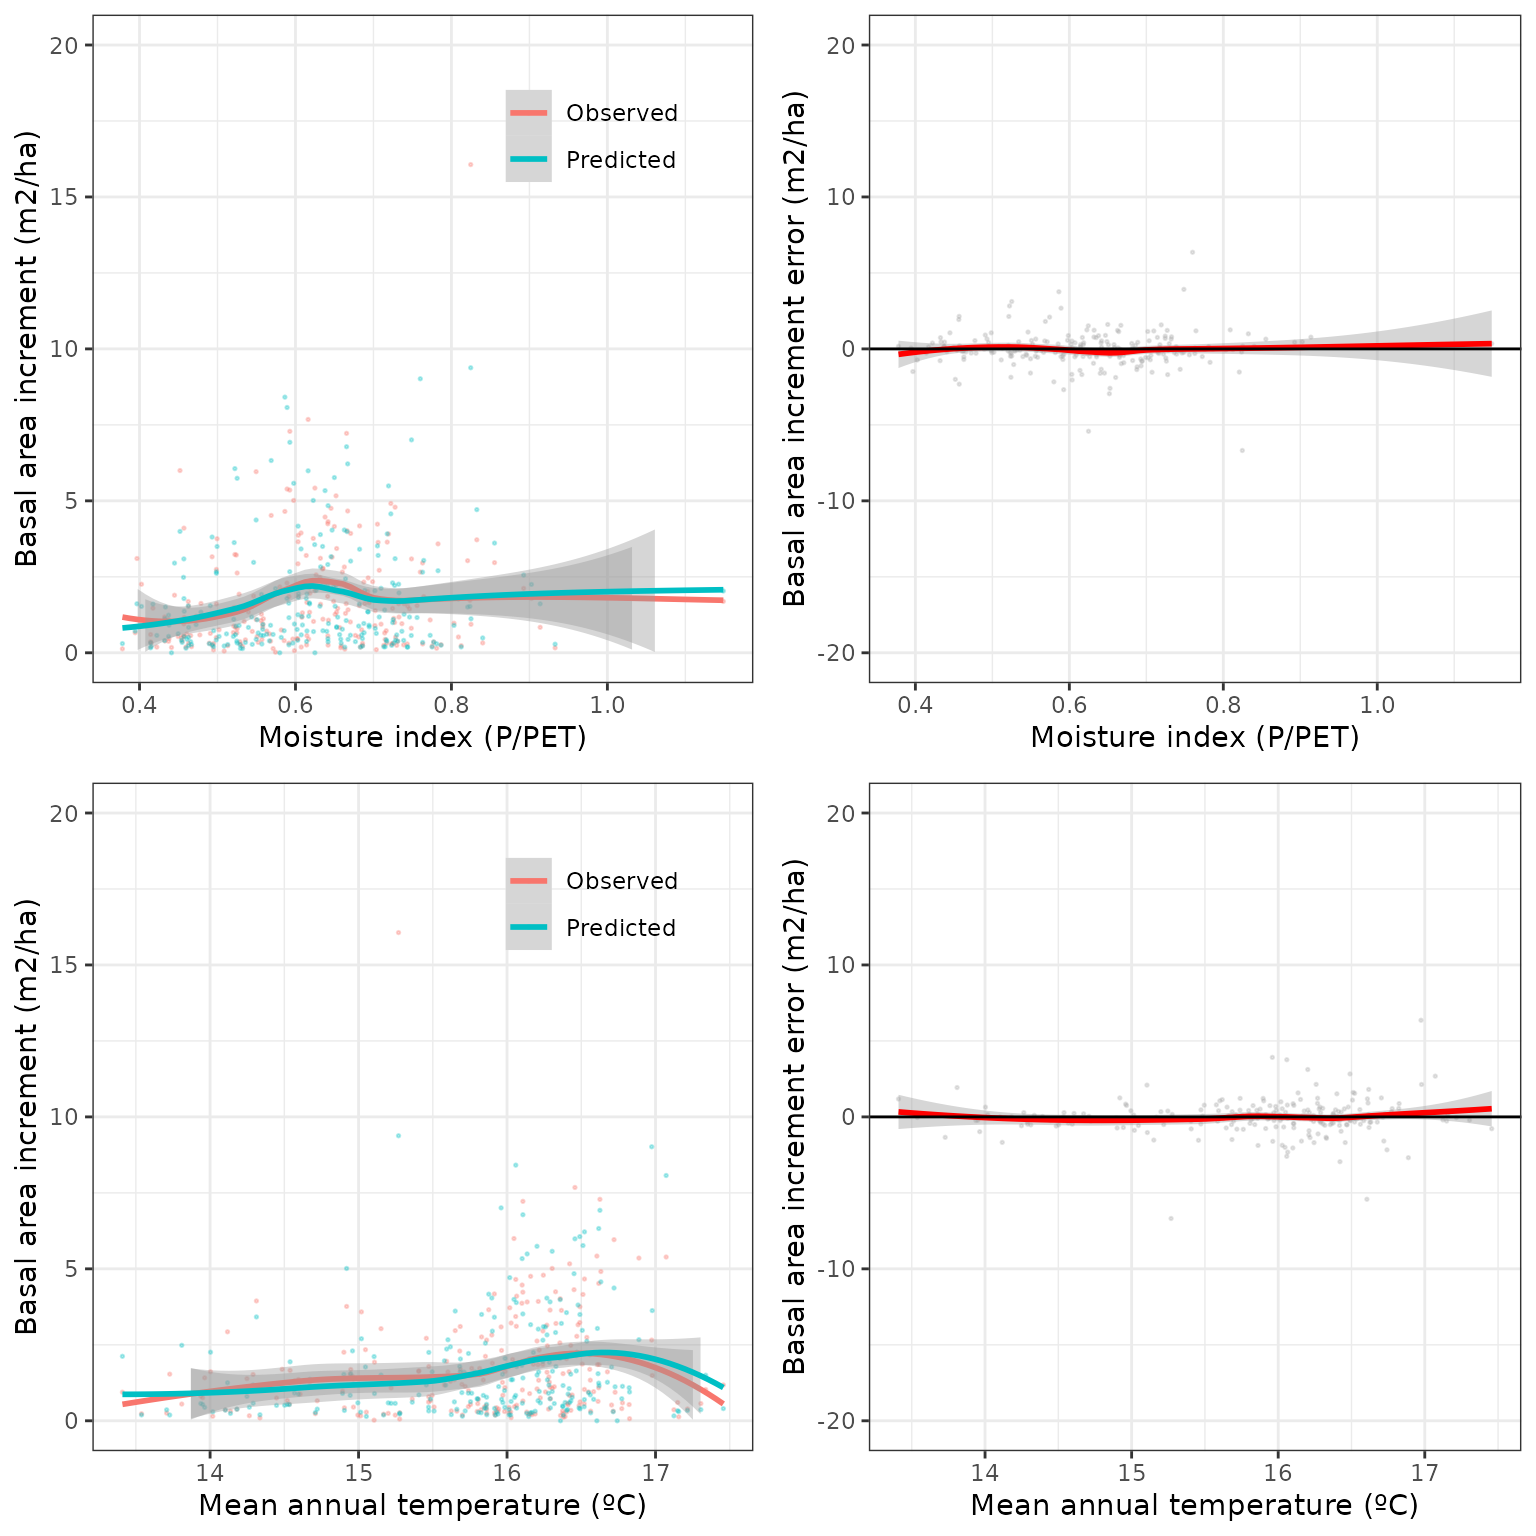 Basal area increment (m2/ha)
20
15
10
5
0
Observed
Predicted
0.4 0.6 0.8 1.0
Moisture index (P/PET)
Basal area increment error (m2/ha)
20
10
0
-10
-20
0.4 0.6 0.8 1.0
Moisture index (P/PET)
Basal area increment (m2/ha)
20
15
10
5
0
Observed
Predicted
14 15 16 17
Mean annual temperature (ºC)
Basal area increment error (m2/ha)
20
10
0
-10
-20
14 15 16 17
Mean annual temperature (ºC)